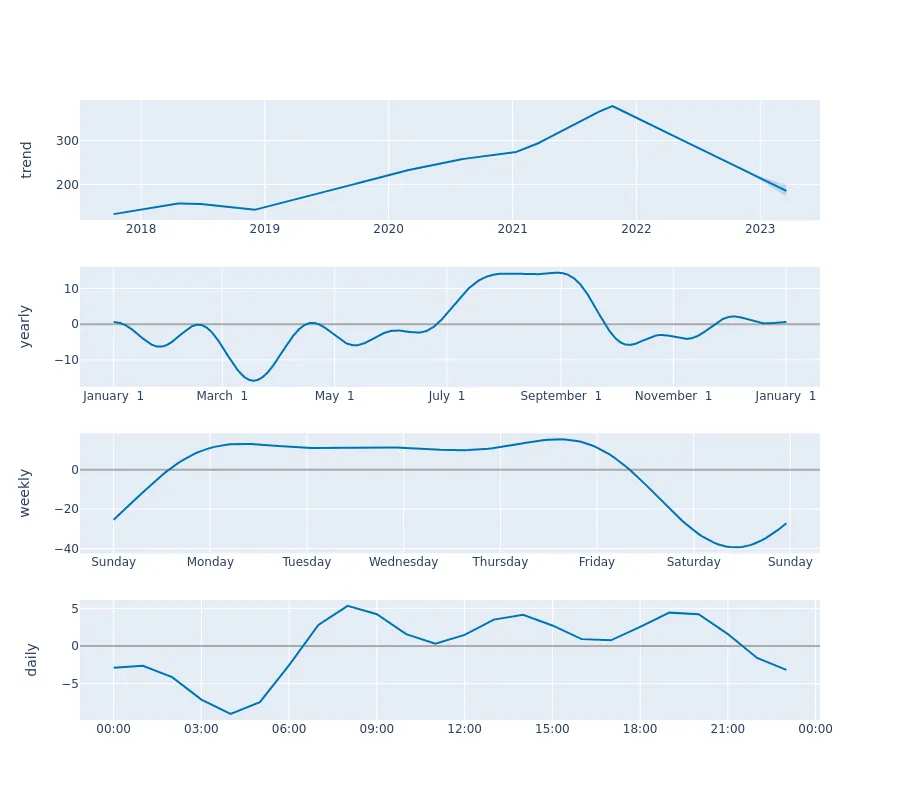 trend
300
200
2018 2019 2020 2021 2022 2023
yearly
10
0
−10
January 1 March 1 May 1 July 1 September 1 November 1 January 1
weekly
0
−20
−40
Sunday Monday Tuesday Wednesday Thursday Friday Saturday Sunday
daily
5
0
−5
00:00 03:00 06:00 09:00 12:00 15:00 18:00 21:00 00:00